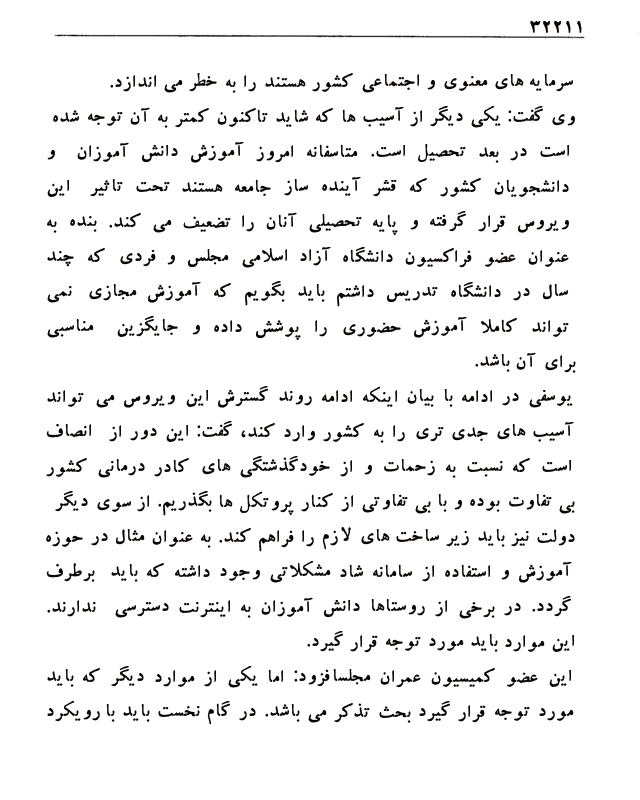 ۳۲۲۱۱
سرمایه های معنوی و اجتماعی کشور هستند را به خطر می اندازد.
وی گفت: یکی دیگر از آسیب ها که شاید تاکنون کمتر به آن توجه شده
است در بعد تحصیل است. متاسفانه امروز آموزش دانش آموزان و
دانشجویان کشور که قشر آینده ساز جامعه هستند تحت تاثیر این
ویروس قرار گرفته و پایه تحصیلی آنان را تضعیف می کند. بنده به
عنوان عضو فراکسیون دانشگاه آزاد اسلامی مجلس و فردی که چند
سال در دانشگاه تدریس داشتم باید بگویم که آموزش مجازی نمی
تواند کاملا آموزش حضوری را پوشش داده و جایگزین مناسبی
برای آن باشد.
یوسفی در ادامه با بیان اینکه ادامه روند گسترش این ویروس می تواند
آسیب های جدی تری را به کشور وارد کند، گفت: این دور از انصاف
است که نسبت به زحمات و از خودگذشتگی های کادر درمانی کشور
بی تفاوت بوده و با بی تفاوتی از کنار پروتکل ها بگذریم. از سوی دیگر
دولت نیز باید زیر ساخت های لازم را فراهم کند. به عنوان مثال در حوزه
آموزش و استفاده از سامانه شاد مشکلاتی وجود داشته که باید برطرف
گردد. در برخی از روستاها دانش آموزان به اینترنت دسترسی ندارند.
این موارد باید مورد توجه قرار گیرد.
این عضو کمیسیون عمران مجلسافزود: اما یکی از موارد دیگر که باید
مورد توجه قرار گیرد بحث تذکر می باشد. در گام نخست باید با رویکرد